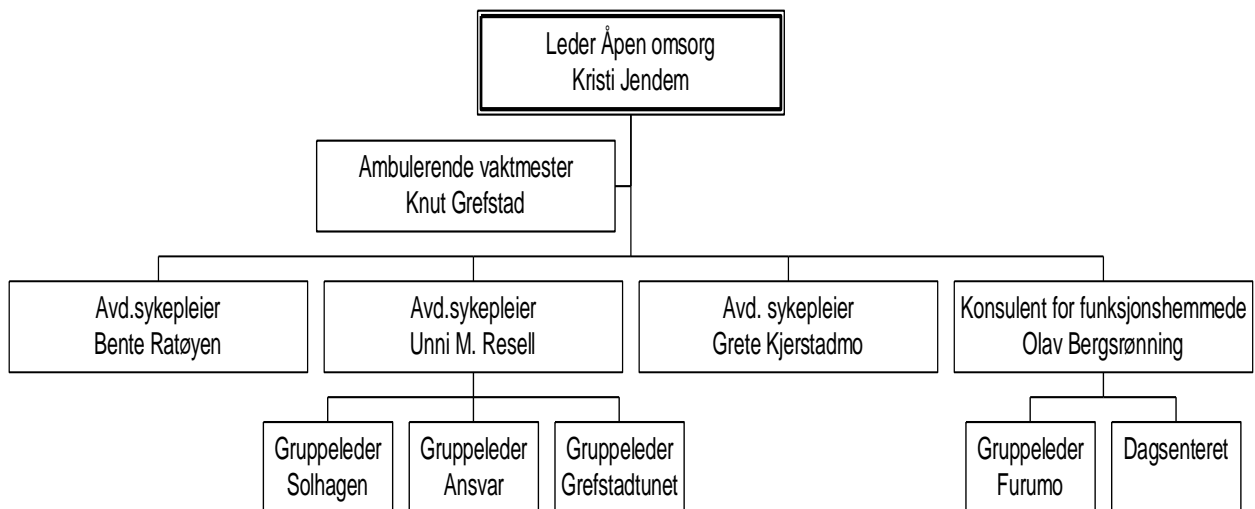 Leder Åpen omsorg
Kristi Jendem
Ambulerende vaktmester
Knut Grefstad
Avd.sykepleier
Bente Ratøyen
Avd.sykepleier
Unni M. Resell
Avd. sykepleier
Grete Kjerstadmo
Konsulent for funksjonshemmede
Olav Bergsrønning
Gruppeleder
Solhagen
Gruppeleder
Ansvar
Gruppeleder
Grefstadtunet
Gruppeleder
Furumo
Dagsenteret